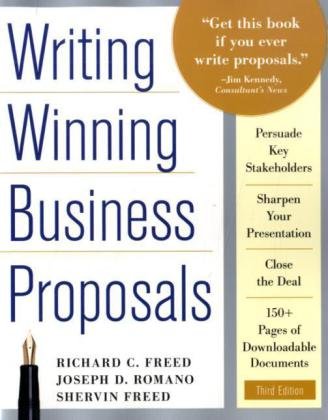 Writing
Winning
Business
Proposals
“Get this book
if you ever
write proposals.”
–Jim Kennedy,
Consultant's News
Persuade
Key
Stakeholders
Sharpen
Your
Presentation
Close
the Deal
150+
Pages of
Downloadable
Documents
Third Edition
RICHARD C. FREED
JOSEPH D. ROMANO
SHERVIN FREED